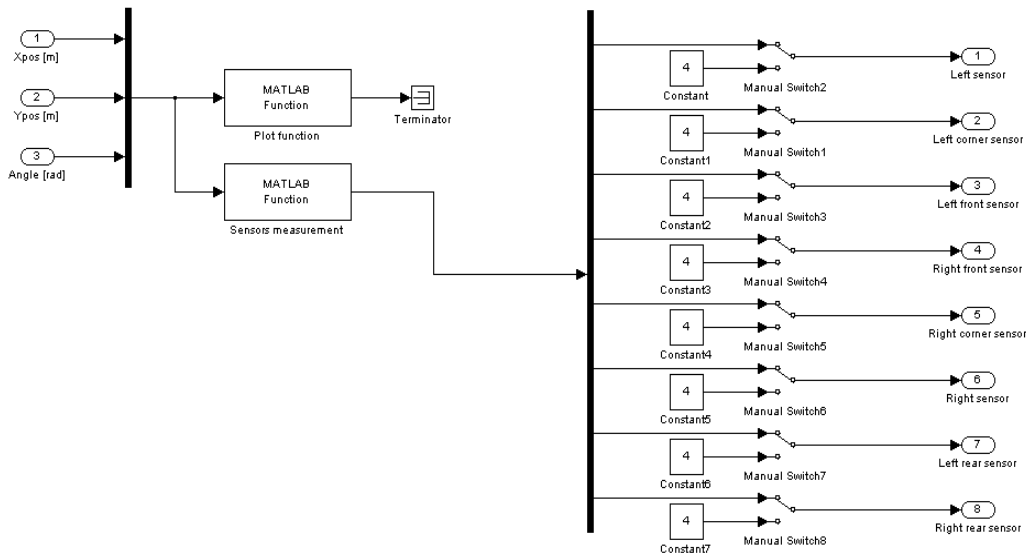 1
Xpos [m]
2
Ypos [m]
3
Angle [rad]
MATLAB
Function
Plot function
Terminator
MATLAB
Function
Sensors measurement
4
Constant
Manual Switch2
1
Left sensor
4
Constant1
Manual Switch1
2
Left corner sensor
4
Constant2
Manual Switch3
3
Left front sensor
4
Constant3
Manual Switch4
4
Right front sensor
4
Constant4
Manual Switch5
5
Right corner sensor
4
Constant5
Manual Switch6
6
Right sensor
4
Constant6
Manual Switch7
7
Left rear sensor
4
Constant7
Manual Switch8
8
Right rear sensor